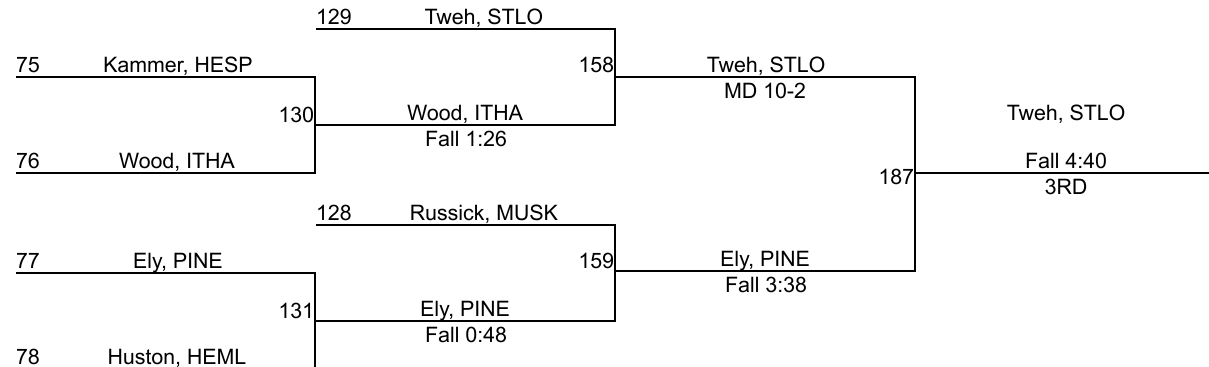 129 Tweh, STLO
75 Kammer, HESP
158 Tweh, STLO
MD 10-2
130 Wood, ITHA
Fall 1:26
Tweh, STLO
76 Wood, ITHA
Fall 4:40
187
3RD
128 Russick, MUSK
77 Ely, PINE
159 Ely, PINE
Fall 3:38
131 Ely, PINE
Fall 0:48
78 Huston, HEML